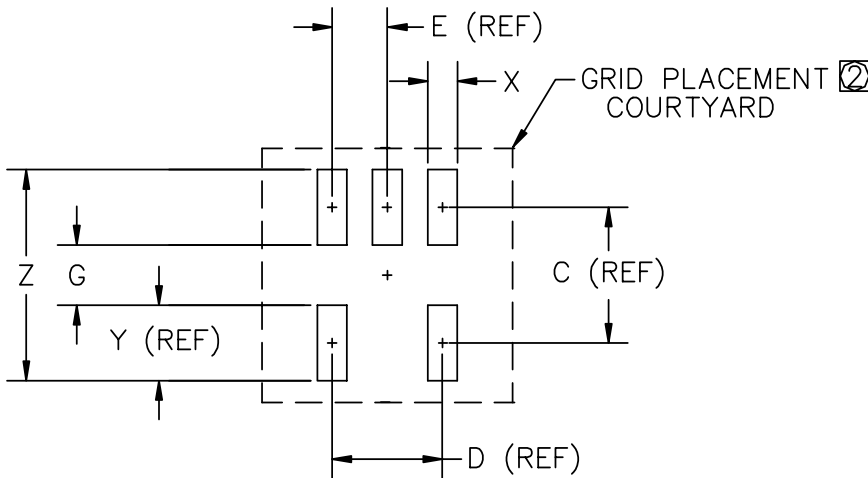 E (REF)
X
GRID PLACEMENT 2
COURTYARD
Z
G
C (REF)
Y (REF)
D (REF)